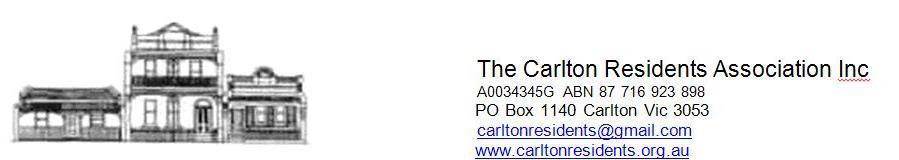 The Carlton Residents Association Inc
A0034345G ABN 87 716 923 898
PO Box 1140 Carlton Vic 3053
carltonresidents@gmail.com
www.carltonresidents.org.au